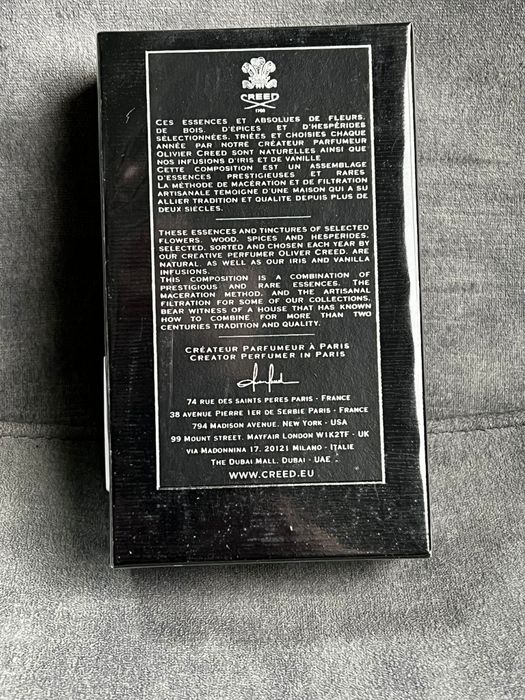 CREED
1760
CES ESSENCES ET ABSOLUES DE FLEURS,
DE BOIS, D'ÉPICES ET D'HESPÉRIDES
SÉLECTIONNÉES, TRIÉES ET CHOISIES CHAQUE
ANNÉE PAR NOTRE CRÉATEUR PARFUMEUR
OLIVIER CREED SONT NATURELLES AINSI QUE
NOS INFUSIONS D'IRIS ET DE VANILLE
CETTE COMPOSITION EST UN ASSEMBLAGE
D'ESSENCES PRESTIGIEUSES ET RARES
LA MÉTHODE DE MACÉRATION ET DE FILTRATION
ARTISANALE TEMOIGNE D'UNE MAISON QUI A SU
ALLIER TRADITION ET QUALITE DEPUIS PLUS DE
DEUX SIÈCLES.
THESE ESSENCES AND TINCTURES OF SELECTED
FLOWERS, WOOD, SPICES AND HESPERIDES,
SELECTED, SORTED AND CHOSEN EACH YEAR BY
OUR CREATIVE PERFUMER OLIVER CREED, ARE
NATURAL, AS WELL AS OUR IRIS AND VANILLA
INFUSIONS.
THIS COMPOSITION IS A COMBINATION OF
PRESTIGIOUS AND RARE ESSENCES. THE
MACERATION METHOD, AND THE ARTISANAL
FILTRATION FOR SOME OF OUR COLLECTIONS,
BEAR WITNESS OF A HOUSE THAT HAS KNOWN
HOW TO COMBINE FOR MORE THAN TWO
CENTURIES TRADITION AND QUALITY.
CRÉATEUR PARFUMEUR À PARIS
CREATOR PERFUMER IN PARIS
74 RUE DES SAINTS PERES PARIS - FRANCE
38 AVENUE PIERRE 1ER DE SERBIE PARIS - FRANCE
794 MADISON AVENUE, NEW YORK - USA
99 MOUNT STREET, MAYFAIR LONDON W1K2TF - UK
VIA MADONNINA 17, 20121 MILANO - ITALIE
THE DUBAI MALL, DUBAI - UAE
WWW.CREED.EU